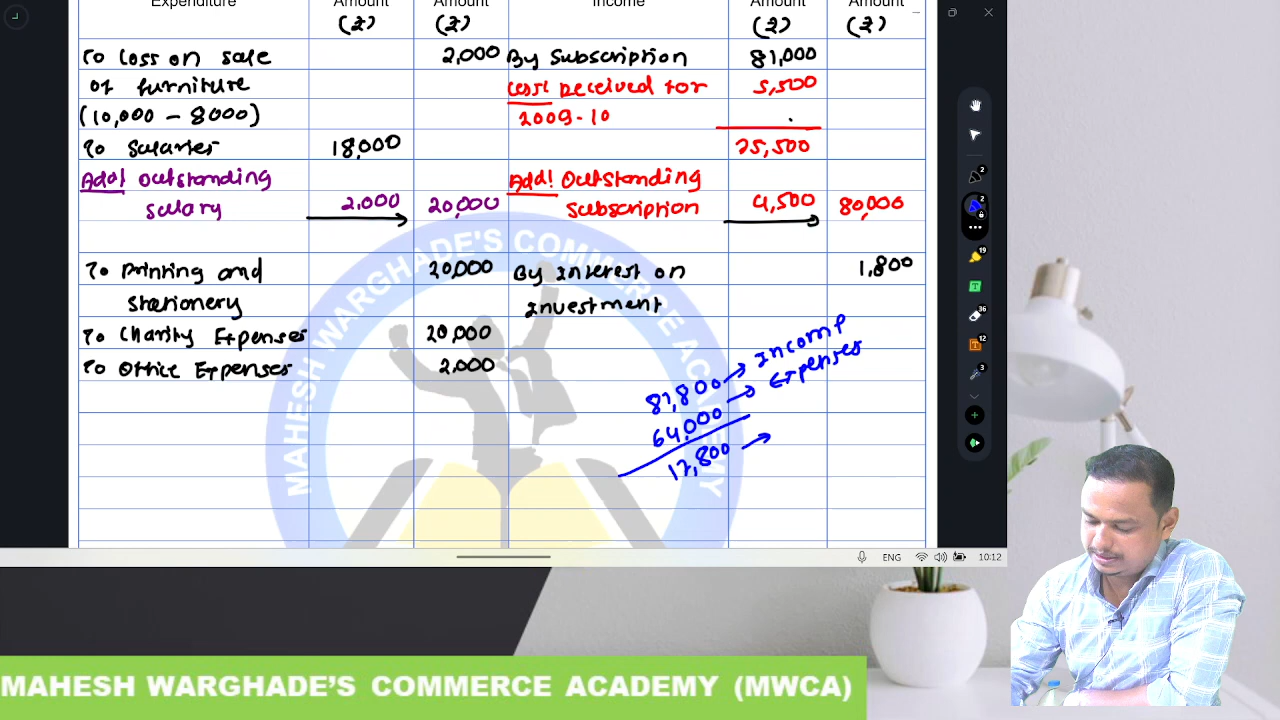 Expenditure Amount Amount Income Amount Amount
(₹) (₹) (₹) (₹)
To Loss on sale 2,000 By Subscription 81,000
of furniture Less! received for 5,500
(10,000 - 8000) 2009-10
To Salaries 18,000 75,500
Add! Outstanding Add! Outstanding
salary 2,000 20,000 Subscription 4,500 80,000
To Printing and 20,000 By Interest on 1,800
Stationery Investment
To Charity Expenses 20,000
To Office Expenses 2,000
81,800 → Income
64,000 → Expenses
17,800 →
MAHESH WARGHADE'S COMMERCE ACADEMY
ENG 10:12
MAHESH WARGHADE'S COMMERCE ACADEMY (MWCA)